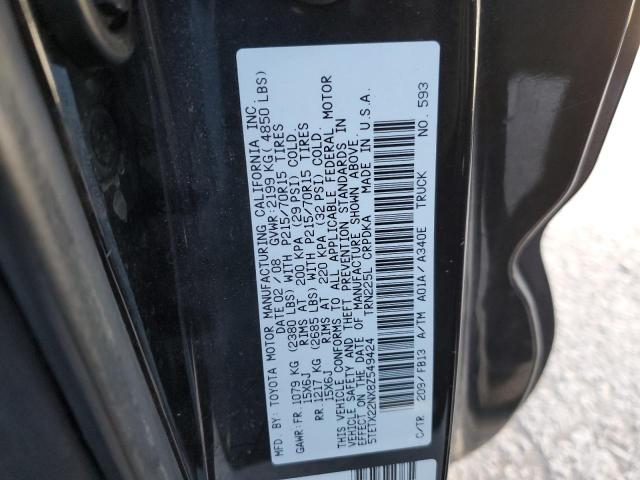 MFD. BY: TOYOTA MOTOR MANUFACTURING CALIFORNIA INC.
DATE 02 / 08 GVWR: 2199 KG( 4850 LBS)
GAWR: FR. 1079 KG (2380 LBS) WITH P215/70R15 TIRES
15X6J RIMS AT 200 KPA (29 PSI) COLD.
RR. 1217 KG (2685 LBS) WITH P215/70R15 TIRES
15X6J RIMS AT 220 KPA (32 PSI) COLD.
THIS VEHICLE CONFORMS TO ALL APPLICABLE FEDERAL MOTOR
VEHICLE SAFETY AND THEFT PREVENTION STANDARDS IN
EFFECT ON THE DATE OF MANUFACTURE SHOWN ABOVE.
5TETX22NX8Z549424 TRN225L CRPDKA MADE IN U.S.A.
C/TR 209/ FB13 A/TM A01A/ A340E TRUCK NO. 593